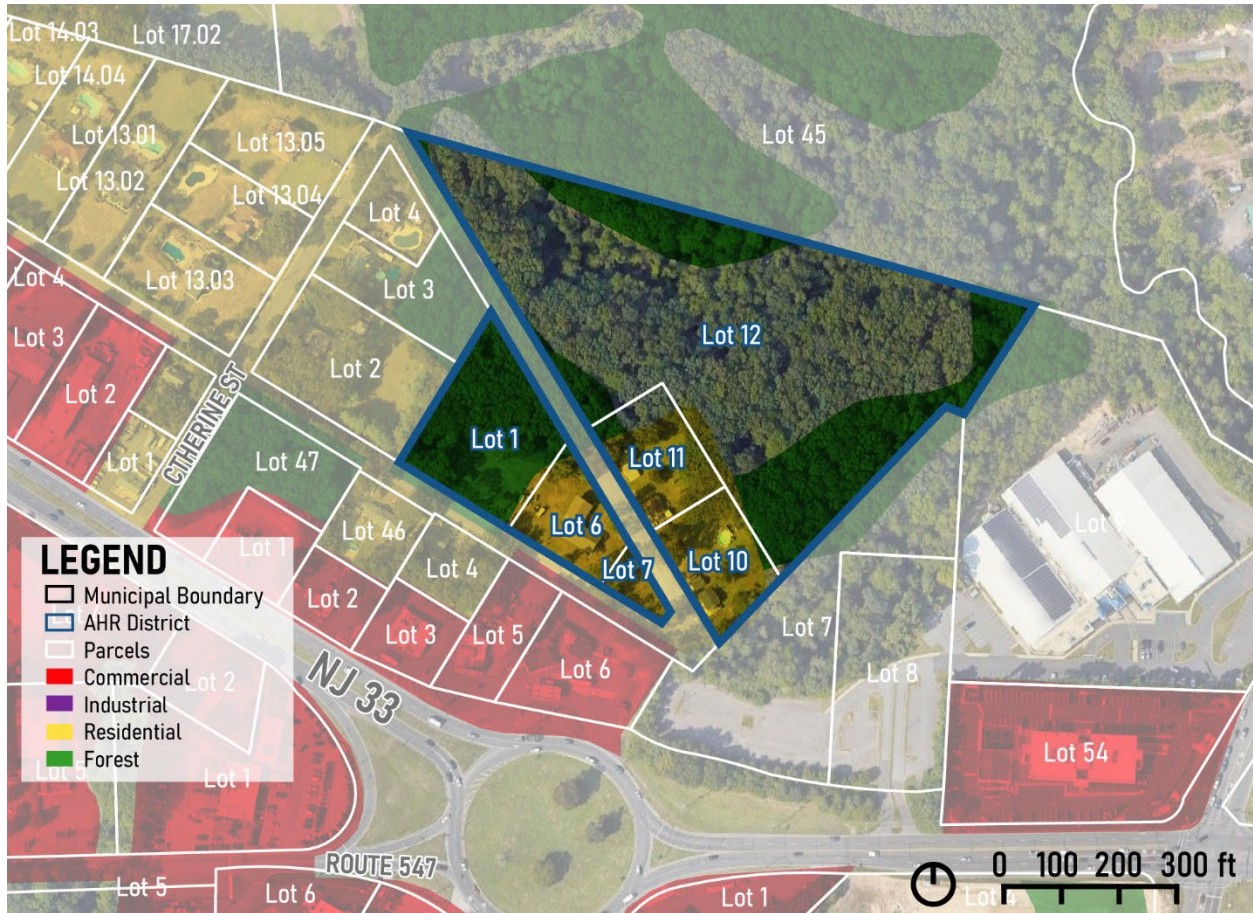 Lot 14.03
Lot 17.02
Lot 14.04
Lot 13.01
Lot 13.05
Lot 45
Lot 13.02
Lot 13.04
Lot 4
Lot 13.03
Lot 3
Lot 4
Lot 3
Lot 12
Lot 2
Lot 2
CTHERINE ST
Lot 1
Lot 1
Lot 47
Lot 11
Lot 6
Lot 9
Lot 46
Lot 1
Lot 4
Lot 7
Lot 10
Lot 2
Lot 3
Lot 5
Lot 7
Lot 6
Lot 8
LEGEND
Municipal Boundary
AHR District
Parcels
Commercial
Industrial
Residential
Forest
Lot 2
NJ 33
Lot 54
Lot 5
Lot 1
ROUTE 547
Lot 5
Lot 6
Lot 1
Lot 4
0 100 200 300 ft